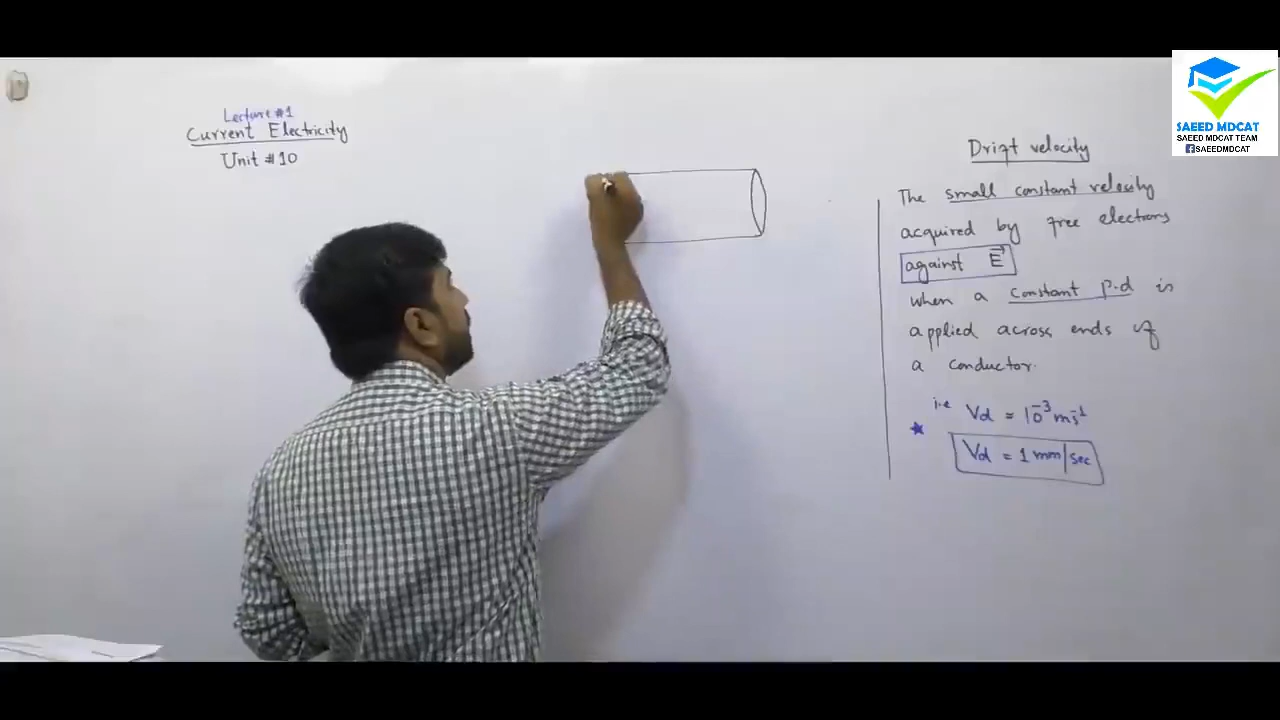 Lecture #1
Current Electricity
Unit #10
Drift velocity
The small constant velocity
acquired by free electrons
against E⃗
when a constant p.d is
applied across ends of
a conductor.
i.e Vd ≈ 10⁻³ ms⁻¹
★ Vd = 1 mm/sec
SAEED MDCAT
SAEED MDCAT TEAM
f SAEEDMDCAT